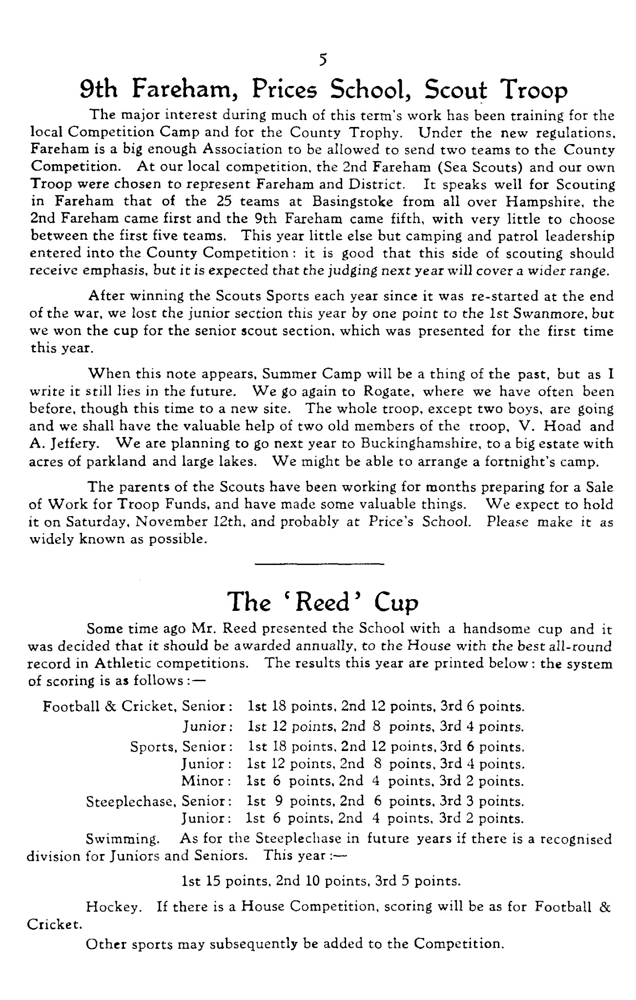 5
9th Fareham, Prices School, Scout Troop
The major interest during much of this term's work has been training for the
local Competition Camp and for the County Trophy. Under the new regulations,
Fareham is a big enough Association to be allowed to send two teams to the County
Competition. At our local competition, the 2nd Fareham (Sea Scouts) and our own
Troop were chosen to represent Fareham and District. It speaks well for Scouting
in Fareham that of the 25 teams at Basingstoke from all over Hampshire, the
2nd Fareham came first and the 9th Fareham came fifth, with very little to choose
between the first five teams. This year little else but camping and patrol leadership
entered into the County Competition : it is good that this side of scouting should
receive emphasis, but it is expected that the judging next year will cover a wider range.
After winning the Scouts Sports each year since it was re-started at the end
of the war, we lost the junior section this year by one point to the 1st Swanmore, but
we won the cup for the senior scout section, which was presented for the first time
this year.
When this note appears, Summer Camp will be a thing of the past, but as I
write it still lies in the future. We go again to Rogate, where we have often been
before, though this time to a new site. The whole troop, except two boys, are going
and we shall have the valuable help of two old members of the troop, V. Hoad and
A. Jeffery. We are planning to go next year to Buckinghamshire, to a big estate with
acres of parkland and large lakes. We might be able to arrange a fortnight's camp.
The parents of the Scouts have been working for months preparing for a Sale
of Work for Troop Funds, and have made some valuable things. We expect to hold
it on Saturday, November 12th, and probably at Price's School. Please make it as
widely known as possible.
The ‘Reed’ Cup
Some time ago Mr. Reed presented the School with a handsome cup and it
was decided that it should be awarded annually, to the House with the best all-round
record in Athletic competitions. The results this year are printed below : the system
of scoring is as follows :—
Football & Cricket, Senior : 1st 18 points, 2nd 12 points, 3rd 6 points.
Junior : 1st 12 points, 2nd 8 points, 3rd 4 points.
Sports, Senior : 1st 18 points, 2nd 12 points, 3rd 6 points.
Junior : 1st 12 points, 2nd 8 points, 3rd 4 points.
Minor : 1st 6 points, 2nd 4 points, 3rd 2 points.
Steeplechase, Senior : 1st 9 points, 2nd 6 points, 3rd 3 points.
Junior : 1st 6 points, 2nd 4 points, 3rd 2 points.
Swimming. As for the Steeplechase in future years if there is a recognised
division for Juniors and Seniors. This year :—
1st 15 points, 2nd 10 points, 3rd 5 points.
Hockey. If there is a House Competition, scoring will be as for Football &
Cricket.
Other sports may subsequently be added to the Competition.